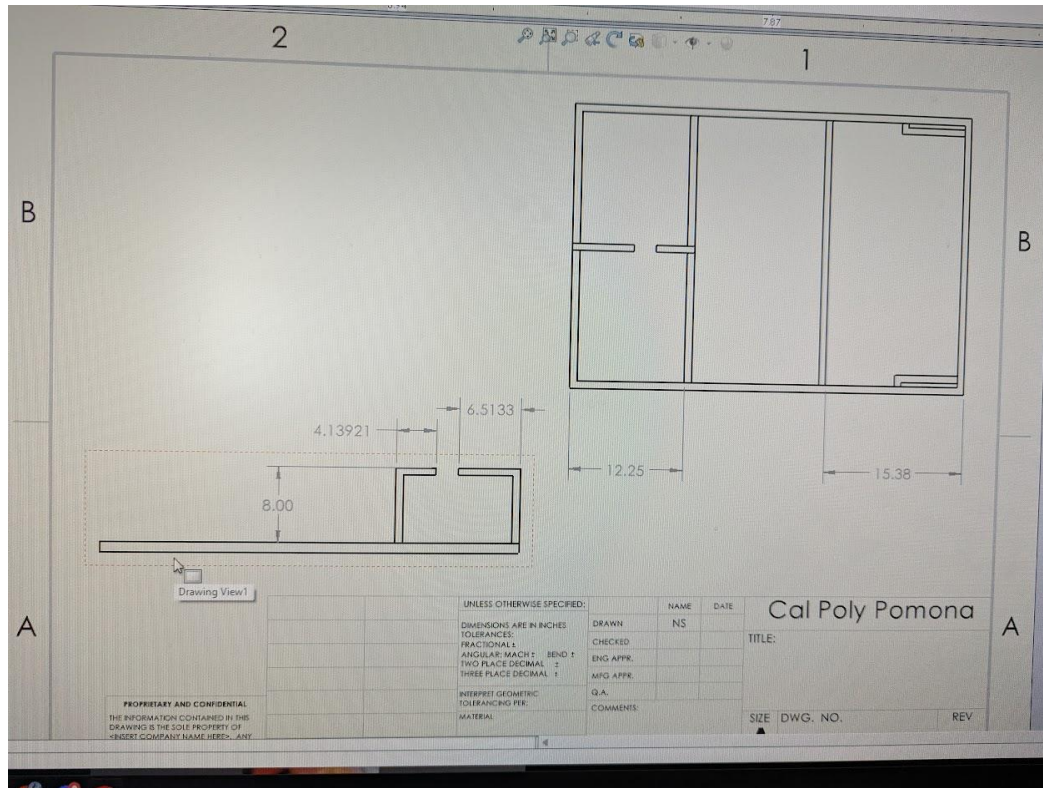 7.87
2
1
B
B
6.5133
4.13921
12.25
15.38
8.00
Drawing View1
A
A
UNLESS OTHERWISE SPECIFIED:
DIMENSIONS ARE IN INCHES
TOLERANCES:
FRACTIONAL ±
ANGULAR: MACH ± BEND ±
TWO PLACE DECIMAL ±
THREE PLACE DECIMAL ±
INTERPRET GEOMETRIC
TOLERANCING PER:
MATERIAL
NAME DATE
DRAWN NS
CHECKED
ENG APPR.
MFG APPR.
Q.A.
COMMENTS:
Cal Poly Pomona
TITLE:
SIZE DWG. NO. REV
PROPRIETARY AND CONFIDENTIAL
THE INFORMATION CONTAINED IN THIS
DRAWING IS THE SOLE PROPERTY OF
<INSERT COMPANY NAME HERE>. ANY